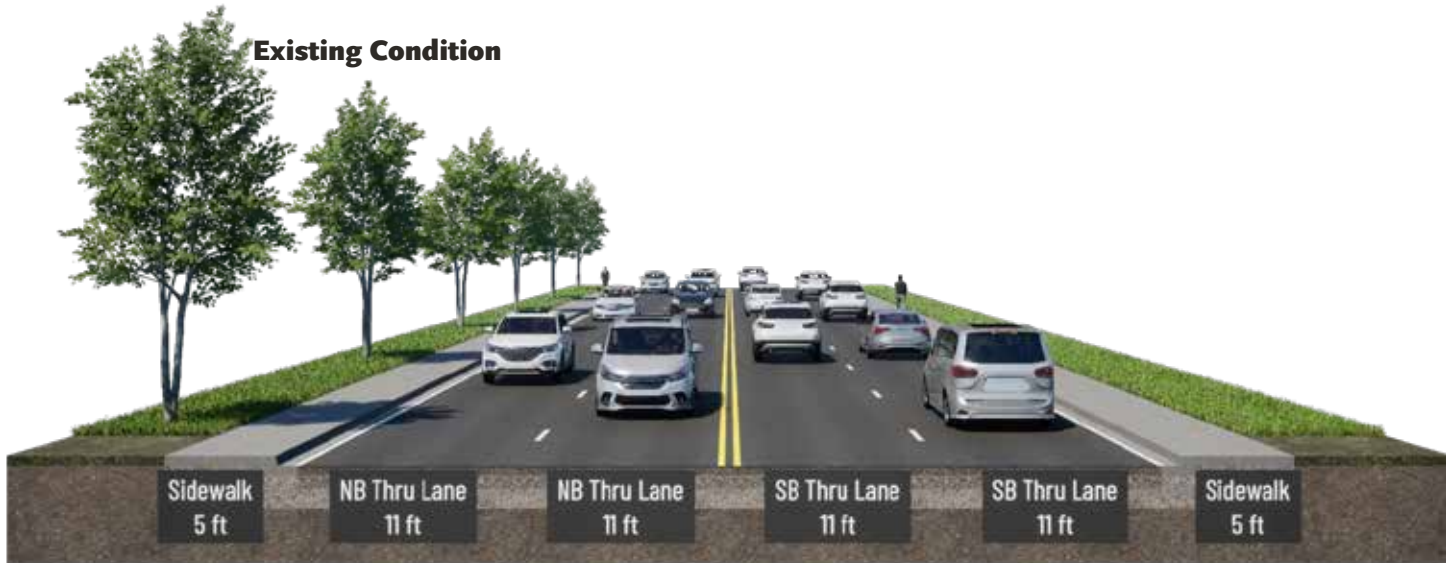 Existing Condition
Sidewalk
5 ft
NB Thru Lane
11 ft
NB Thru Lane
11 ft
SB Thru Lane
11 ft
SB Thru Lane
11 ft
Sidewalk
5 ft